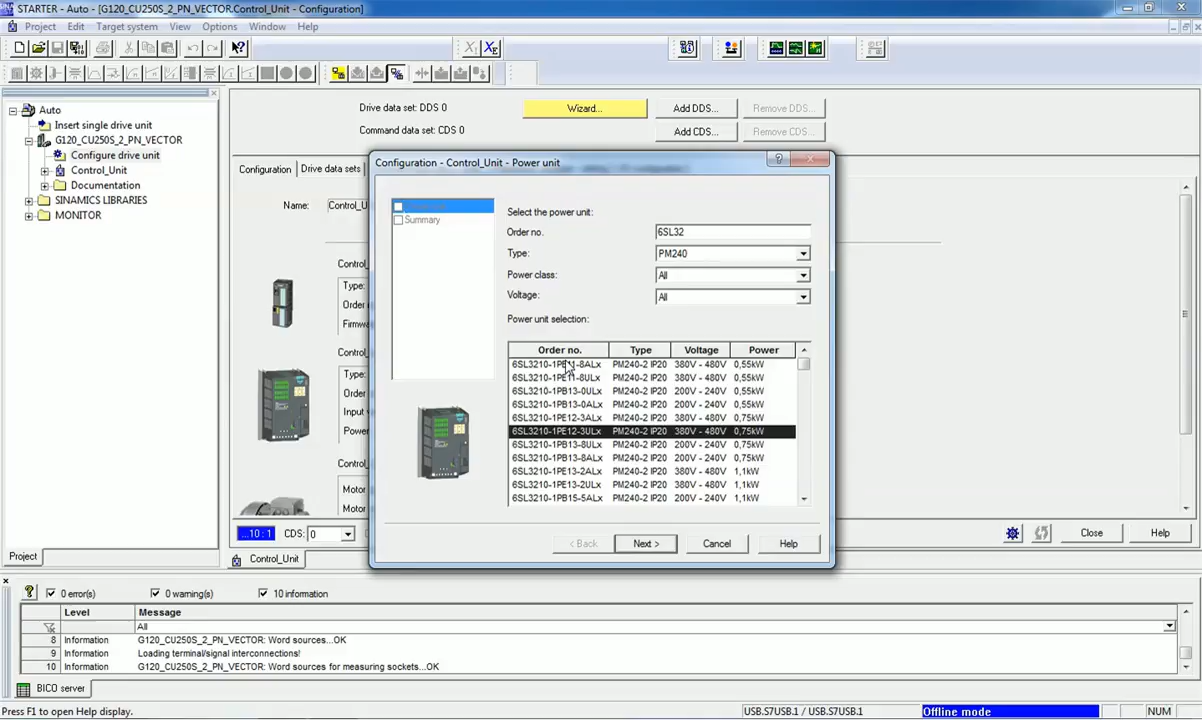 STARTER - Auto - [G120_CU250S_2_PN_VECTOR.Control_Unit - Configuration]
Project Edit Target system View Options Window Help
Drive data set: DDS 0 Wizard... Add DDS... Remove DDS...
Command data set: CDS 0 Add CDS... Remove CDS...
Auto
Insert single drive unit
G120_CU250S_2_PN_VECTOR
Configure drive unit
Control_Unit
Documentation
SINAMICS LIBRARIES
MONITOR
Project
Configuration Drive data sets
Name: Control_U
Control_
Type:
Order
Firmw
Control_
Type:
Order
Input v
Power
Control_
Motor
Motor
Configuration - Control_Unit - Power unit
Summary
Select the power unit:
Order no. 6SL32
Type: PM240
Power class: All
Voltage: All
Power unit selection:
Order no. Type Voltage Power
6SL3210-1PE11-8ALx PM240-2 IP20 380V - 480V 0,55kW
6SL3210-1PE11-8ULx PM240-2 IP20 380V - 480V 0,55kW
6SL3210-1PB13-0ULx PM240-2 IP20 200V - 240V 0,55kW
6SL3210-1PB13-0ALx PM240-2 IP20 200V - 240V 0,55kW
6SL3210-1PE12-3ALx PM240-2 IP20 380V - 480V 0,75kW
6SL3210-1PE12-3ULx PM240-2 IP20 380V - 480V 0,75kW
6SL3210-1PB13-8ULx PM240-2 IP20 200V - 240V 0,75kW
6SL3210-1PB13-8ALx PM240-2 IP20 200V - 240V 0,75kW
6SL3210-1PE13-2ALx PM240-2 IP20 380V - 480V 1,1kW
6SL3210-1PE13-2ULx PM240-2 IP20 380V - 480V 1,1kW
6SL3210-1PB15-5ALx PM240-2 IP20 200V - 240V 1,1kW
< Back Next > Cancel Help
...10 : 1 CDS: 0 Close Help
Control_Unit
0 error(s) 0 warning(s) 10 information
Level Message
All
8 Information G120_CU250S_2_PN_VECTOR: Word sources...OK
9 Information Loading terminal/signal interconnections!
10 Information G120_CU250S_2_PN_VECTOR: Word sources for measuring sockets...OK
BICO server
Press F1 to open Help display. USB.S7USB.1 / USB.S7USB.1 Offline mode NUM